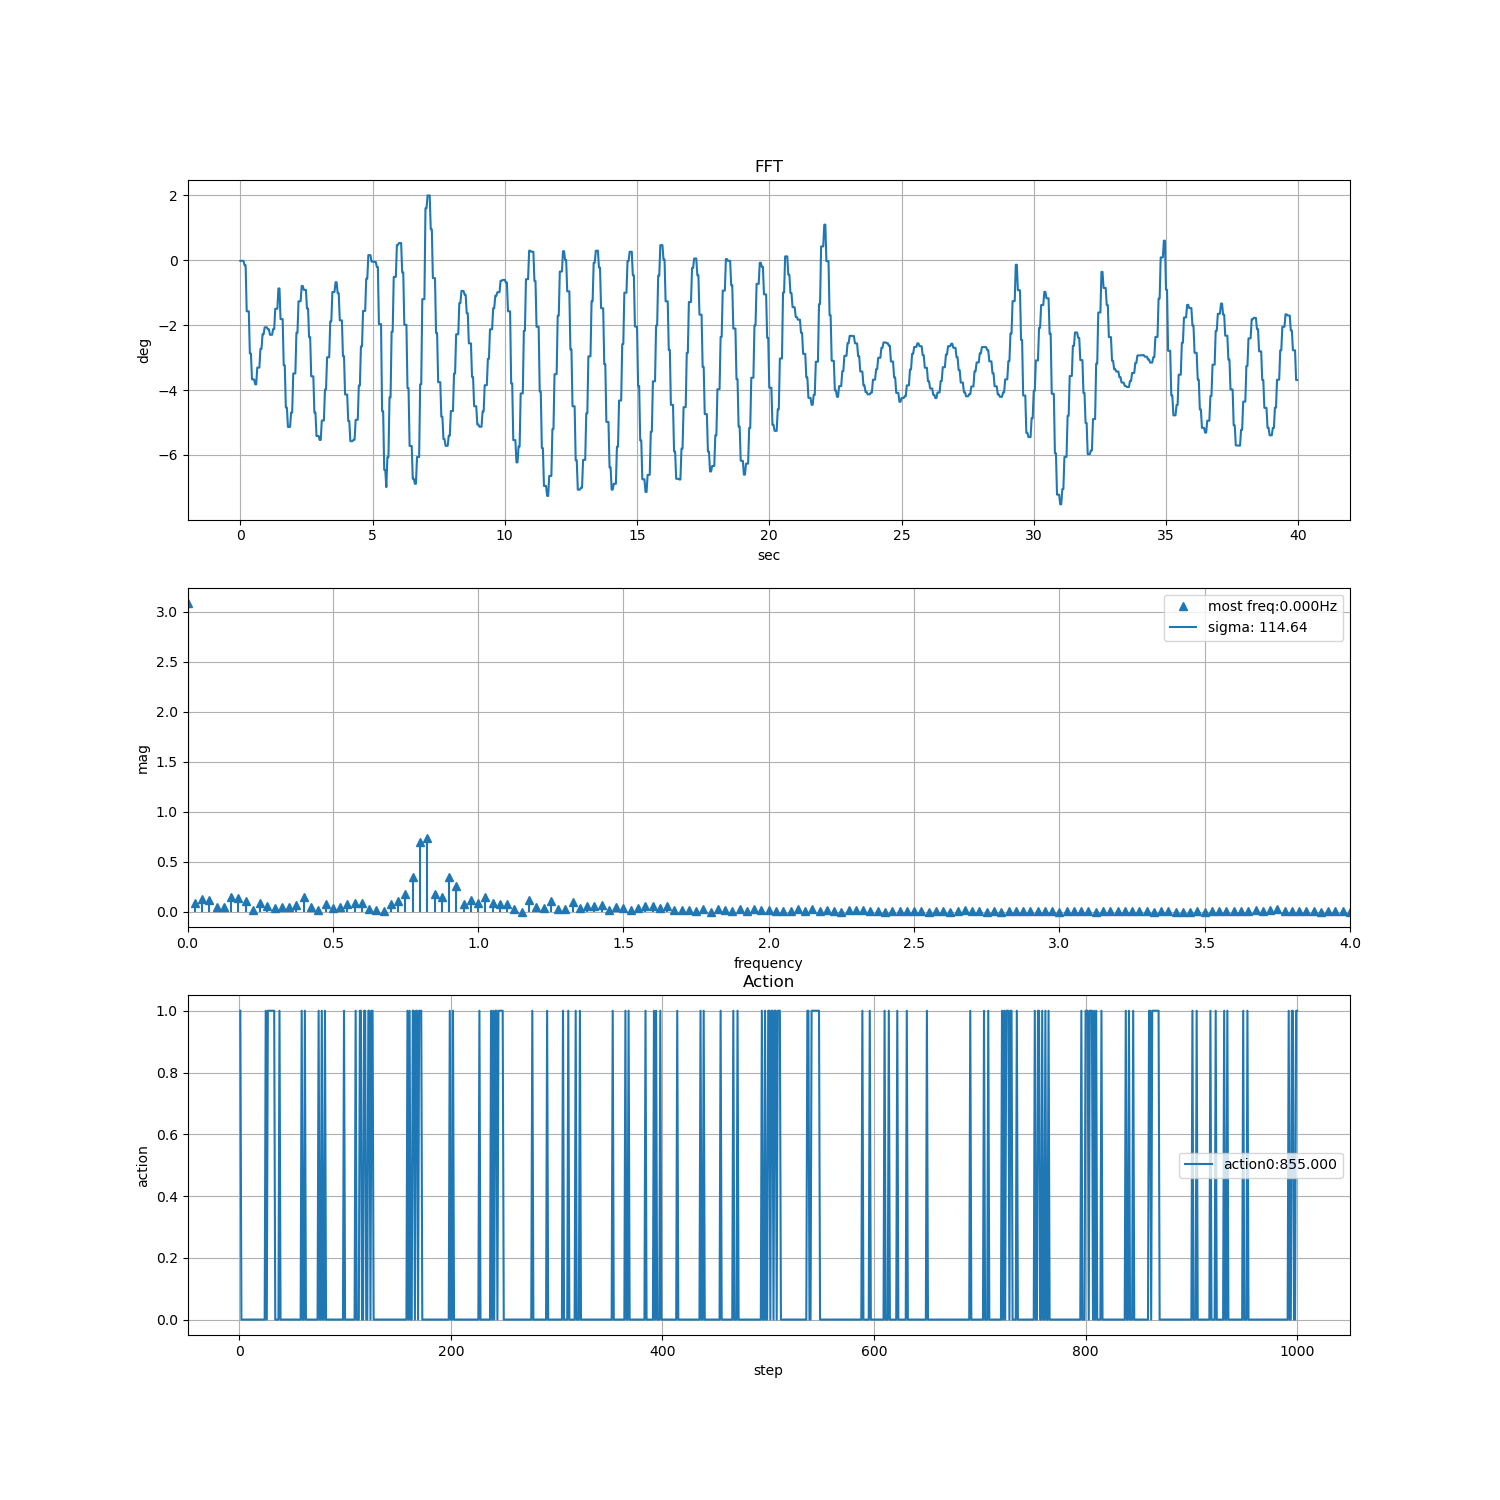 FFT
2
0
−2
−4
−6
deg
0 5 10 15 20 25 30 35 40
sec
3.0
2.5
2.0
1.5
1.0
0.5
0.0
mag
most freq:0.000Hz
sigma: 114.64
0.0 0.5 1.0 1.5 2.0 2.5 3.0 3.5 4.0
frequency
Action
1.0
0.8
0.6
0.4
0.2
0.0
action
action0:855.000
0 200 400 600 800 1000
step